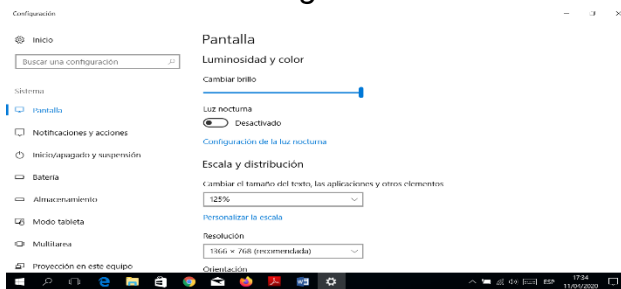 Configuración
Inicio
Buscar una configuración
Sistema
Pantalla
Notificaciones y acciones
Inicio/apagado y suspensión
Batería
Almacenamiento
Modo tableta
Multitarea
Proyección en este equipo
Pantalla
Luminosidad y color
Cambiar brillo
Luz nocturna
Desactivado
Configuración de la luz nocturna
Escala y distribución
Cambiar el tamaño del texto, las aplicaciones y otros elementos
125%
Personalizar la escala
Resolución
1366 × 768 (recomendada)
Orientación
ESP
17:34
11/04/2020